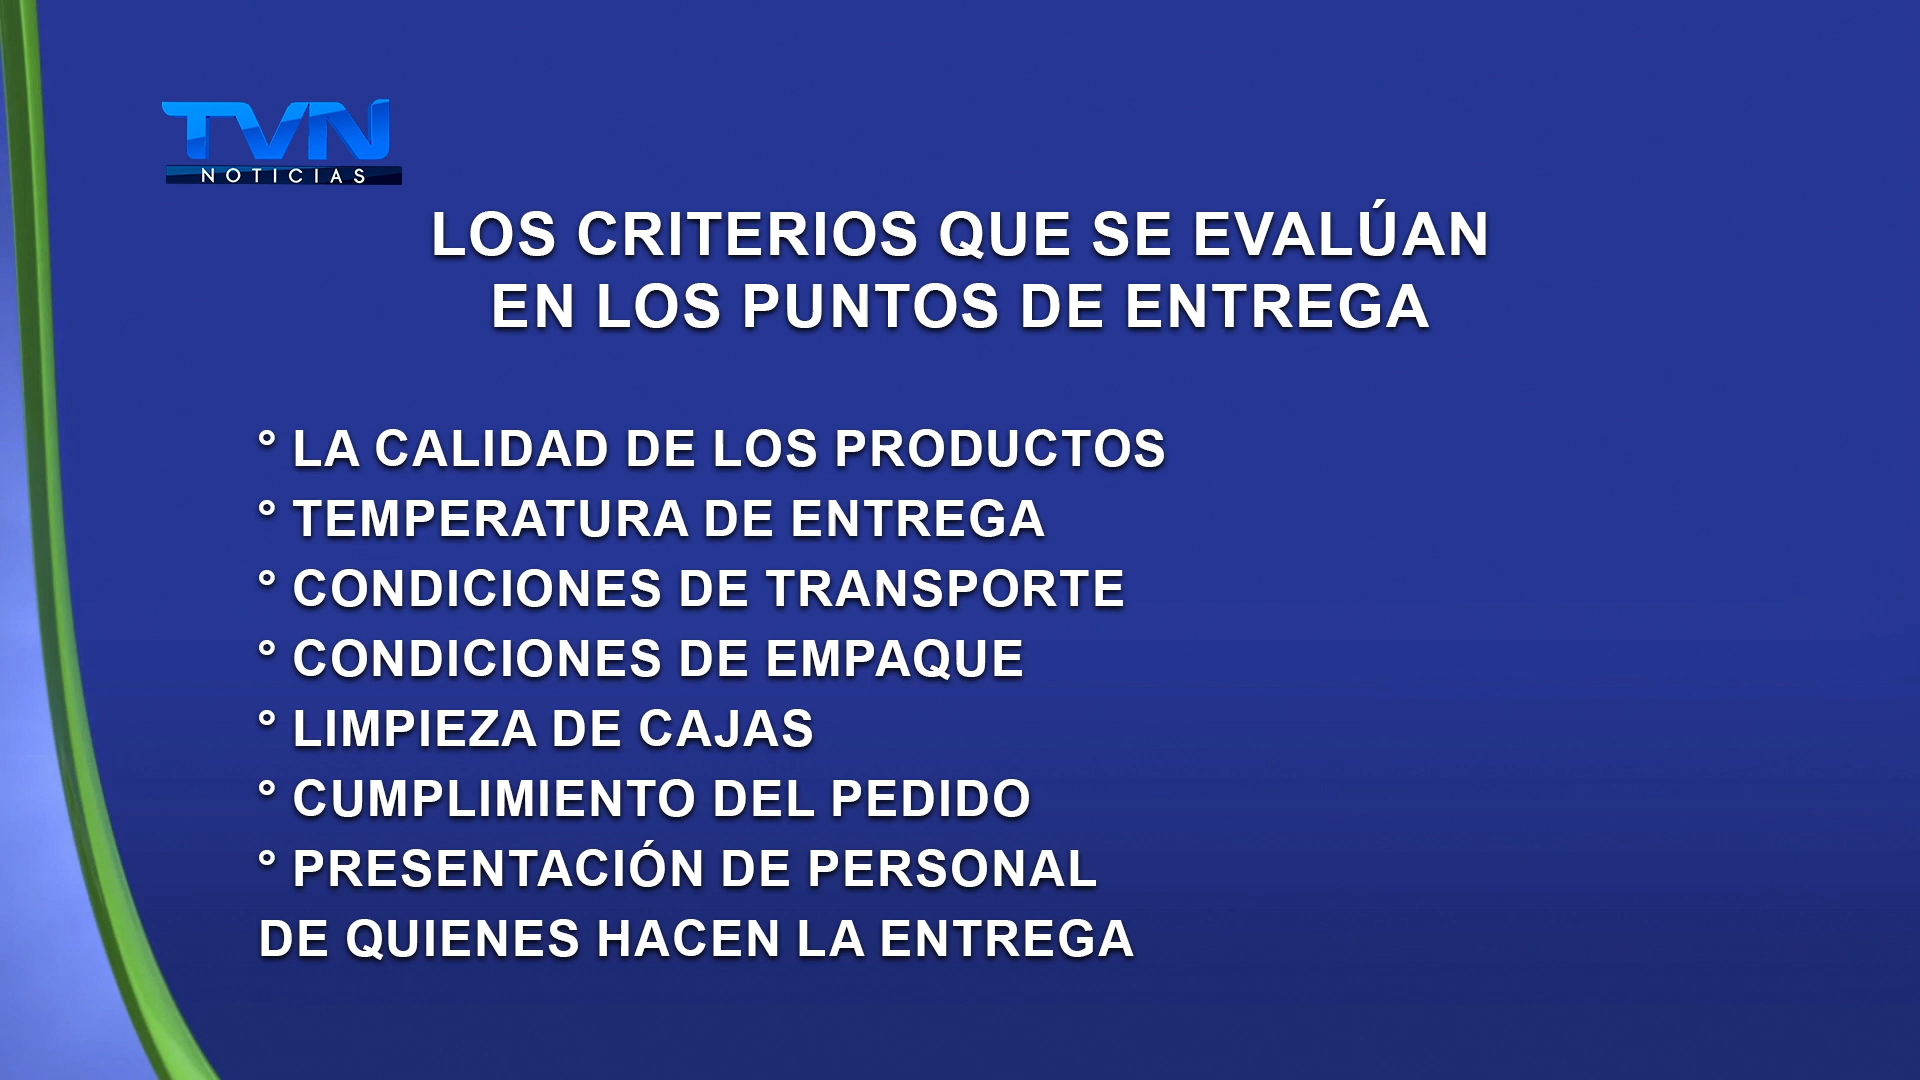 TVN
NOTICIAS
LOS CRITERIOS QUE SE EVALÚAN
EN LOS PUNTOS DE ENTREGA
° LA CALIDAD DE LOS PRODUCTOS
° TEMPERATURA DE ENTREGA
° CONDICIONES DE TRANSPORTE
° CONDICIONES DE EMPAQUE
° LIMPIEZA DE CAJAS
° CUMPLIMIENTO DEL PEDIDO
° PRESENTACIÓN DE PERSONAL
DE QUIENES HACEN LA ENTREGA